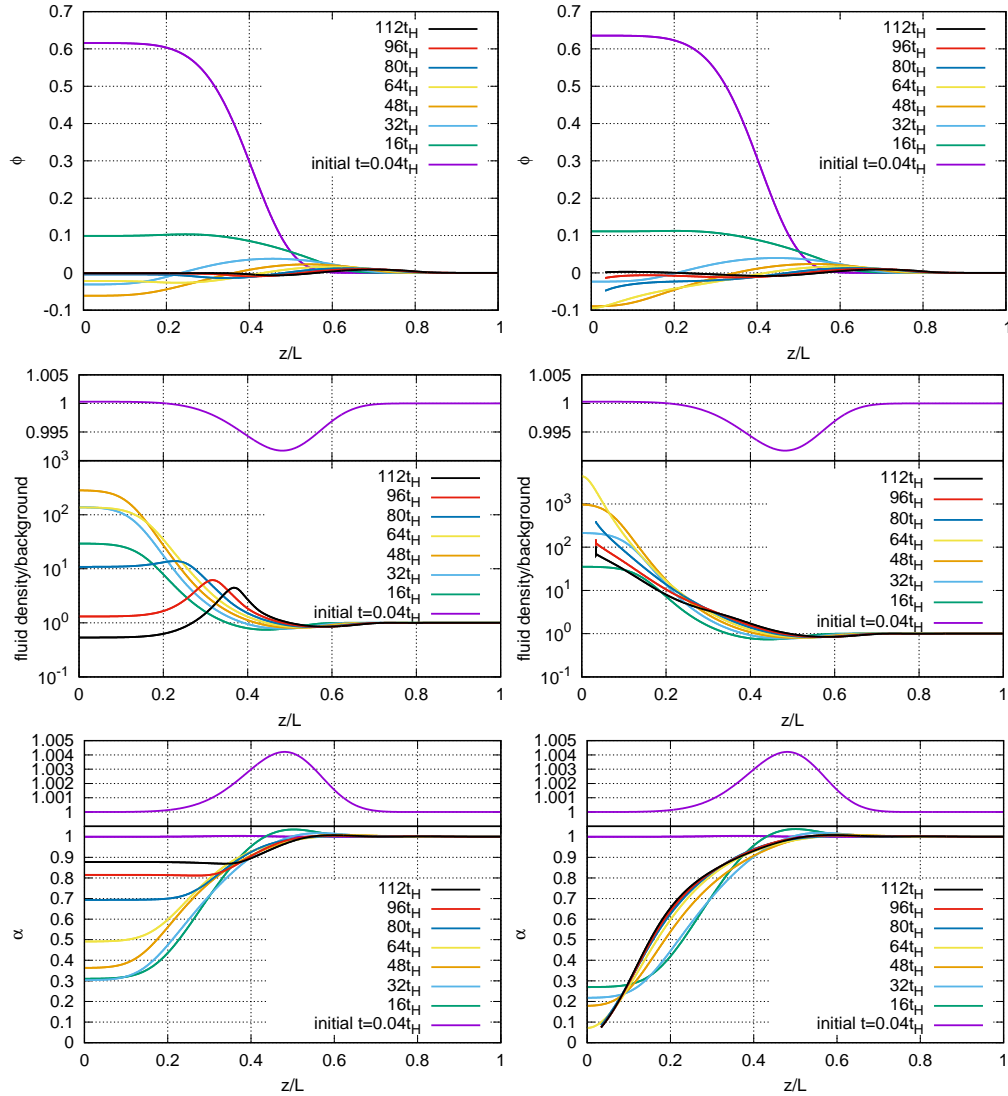 0.7
0.6
0.5
0.4
0.3
0.2
0.1
0
-0.1
ϕ
112t_H
96t_H
80t_H
64t_H
48t_H
32t_H
16t_H
initial t=0.04t_H
0 0.2 0.4 0.6 0.8 1
z/L
0.7
0.6
0.5
0.4
0.3
0.2
0.1
0
-0.1
ϕ
112t_H
96t_H
80t_H
64t_H
48t_H
32t_H
16t_H
initial t=0.04t_H
0 0.2 0.4 0.6 0.8 1
z/L
1.005
1
0.995
10^3
10^2
10^1
10^0
10^-1
fluid density/background
112t_H
96t_H
80t_H
64t_H
48t_H
32t_H
16t_H
initial t=0.04t_H
0 0.2 0.4 0.6 0.8 1
z/L
1.005
1
0.995
10^3
10^2
10^1
10^0
10^-1
fluid density/background
112t_H
96t_H
80t_H
64t_H
48t_H
32t_H
16t_H
initial t=0.04t_H
0 0.2 0.4 0.6 0.8 1
z/L
1.005
1.004
1.003
1.002
1.001
1
1
0.9
0.8
0.7
0.6
0.5
0.4
0.3
0.2
0.1
0
α
112t_H
96t_H
80t_H
64t_H
48t_H
32t_H
16t_H
initial t=0.04t_H
0 0.2 0.4 0.6 0.8 1
z/L
1.005
1.004
1.003
1.002
1.001
1
1
0.9
0.8
0.7
0.6
0.5
0.4
0.3
0.2
0.1
0
α
112t_H
96t_H
80t_H
64t_H
48t_H
32t_H
16t_H
initial t=0.04t_H
0 0.2 0.4 0.6 0.8 1
z/L